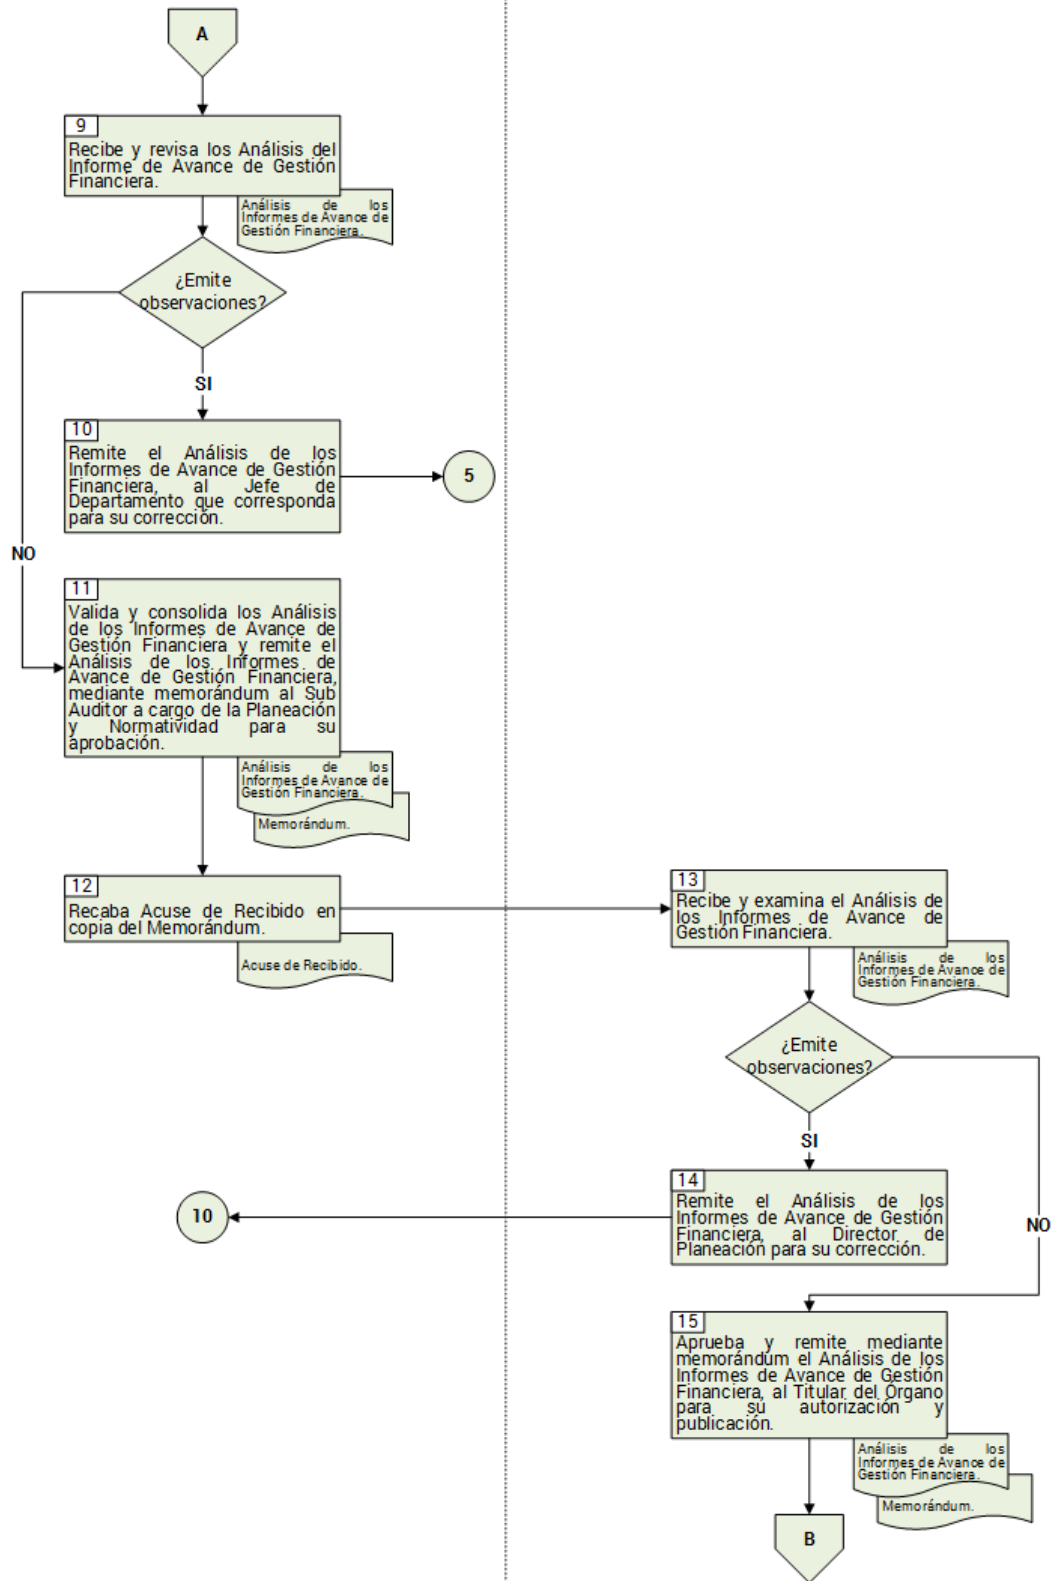 A
9
Recibe y revisa los Análisis del
Informe de Avance de Gestión
Financiera.
Análisis de los
Informes de Avance de
Gestión Financiera.
¿Emite
observaciones?
SI
10
Remite el Análisis de los
Informes de Avance de Gestión
Financiera, al Jefe de
Departamento que corresponda
para su corrección.
5
NO
11
Valida y consolida los Análisis
de los Informes de Avance de
Gestión Financiera y remite el
Análisis de los Informes de
Avance de Gestión Financiera,
mediante memorándum al Sub
Auditor a cargo de la Planeación
y Normatividad para su
aprobación.
Análisis de los
Informes de Avance de
Gestión Financiera.
Memorándum.
12
Recaba Acuse de Recibido en
copia del Memorándum.
Acuse de Recibido.
13
Recibe y examina el Análisis de
los Informes de Avance de
Gestión Financiera.
Análisis de los
Informes de Avance de
Gestión Financiera.
¿Emite
observaciones?
SI
14
Remite el Análisis de los
Informes de Avance de Gestión
Financiera, al Director de
Planeación para su corrección.
10
NO
15
Aprueba y remite mediante
memorándum el Análisis de los
Informes de Avance de Gestión
Financiera, al Titular del Órgano
para su autorización y
publicación.
Análisis de los
Informes de Avance de
Gestión Financiera.
Memorándum.
B